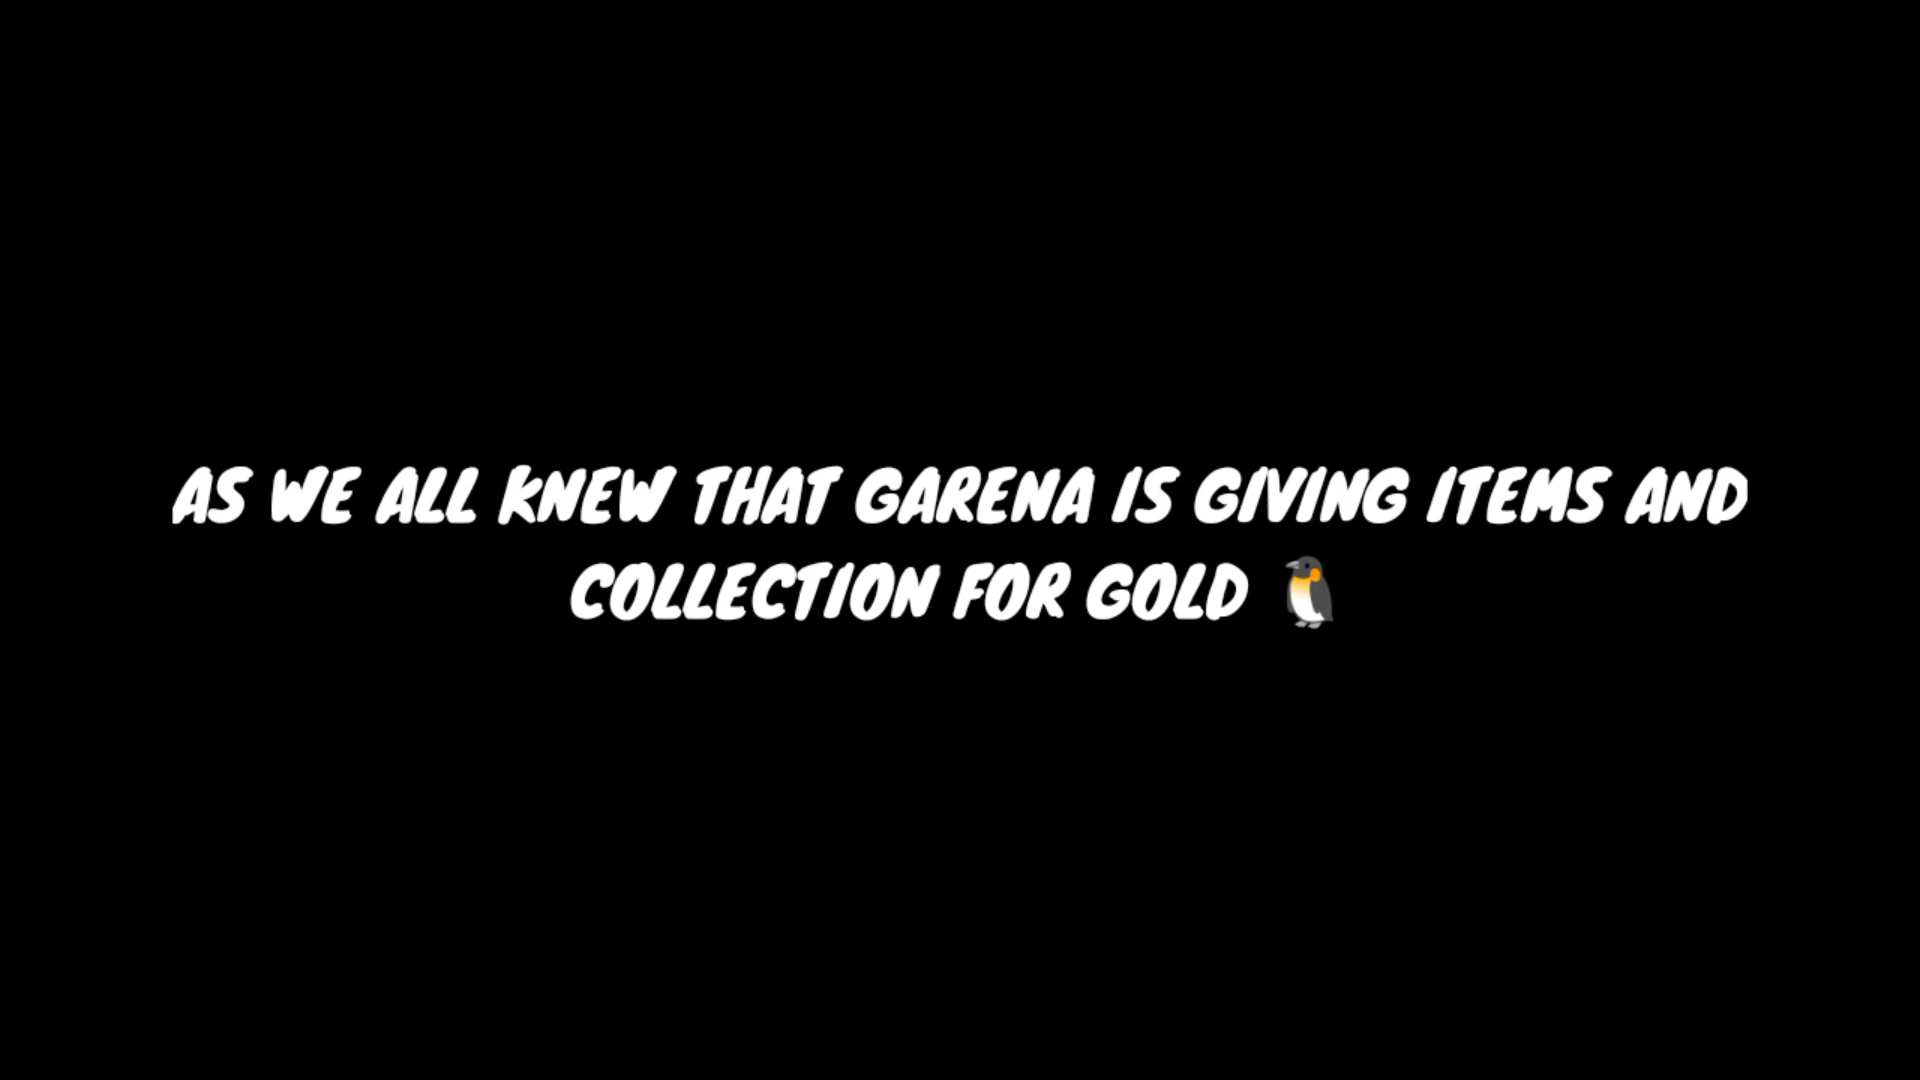 AS WE ALL KNEW THAT GARENA IS GIVING ITEMS AND
COLLECTION FOR GOLD 🐧